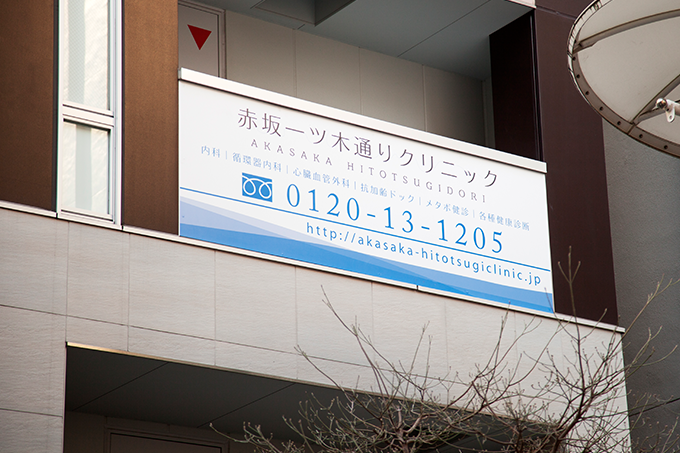 赤坂一ツ木通りクリニック
AKASAKA HITOTSUGIDORI
内科｜循環器内科｜心臓血管外科｜抗加齢ドック｜メタボ健診｜各種健康診断
0120-13-1205
http://akasaka-hitotsugiclinic.jp